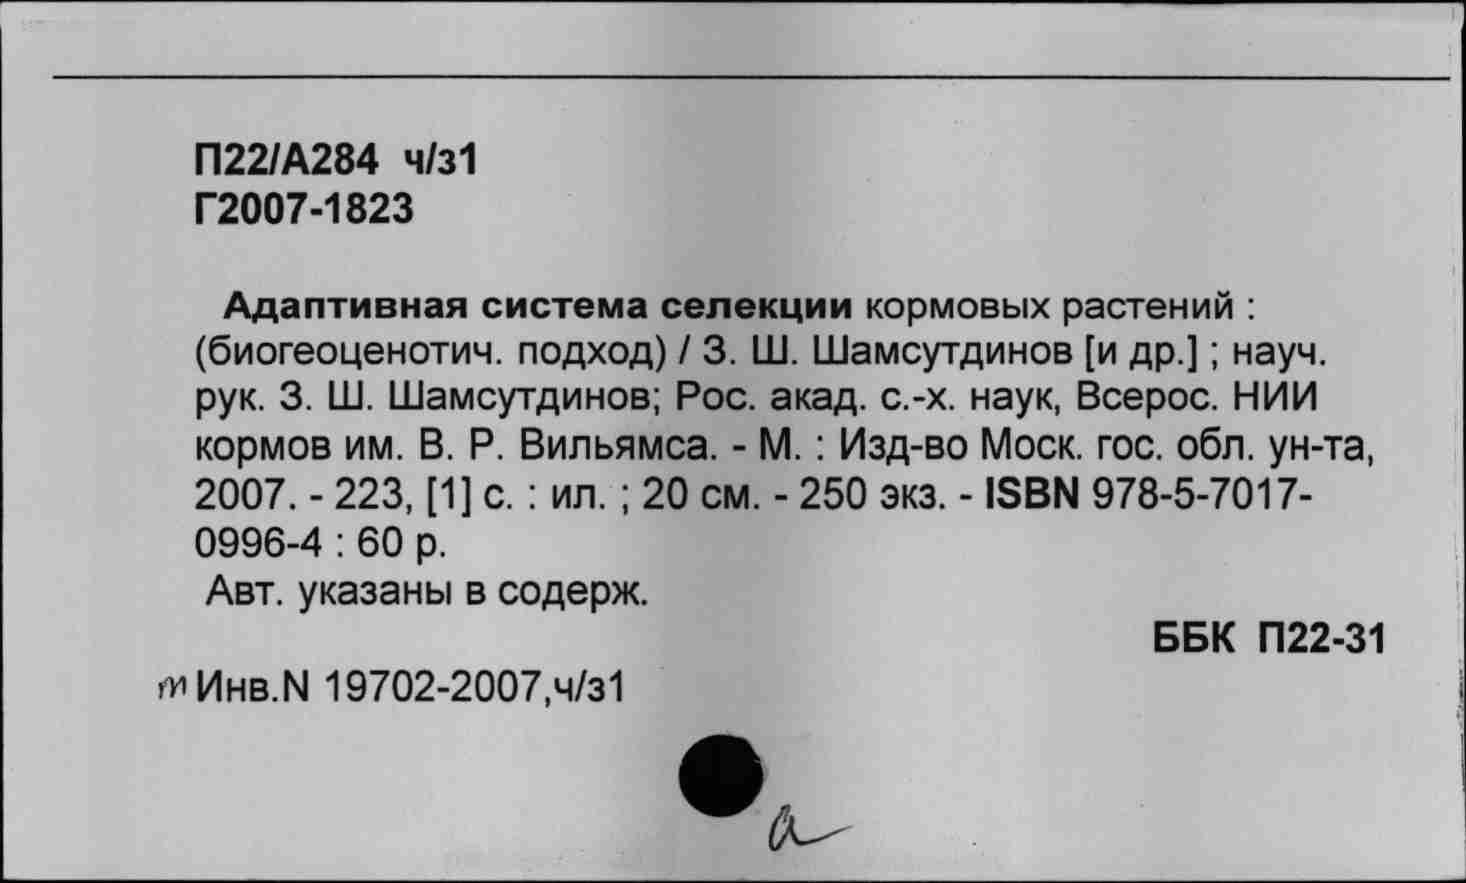 П22/А284 ч/з1
Г2007-1823
Адаптивная система селекции кормовых растений :
(биогеоценотич. подход) / З. Ш. Шамсутдинов [и др.] ; науч.
рук. З. Ш. Шамсутдинов; Рос. акад. с.-х. наук, Всерос. НИИ
кормов им. В. Р. Вильямса. - М. : Изд-во Моск. гос. обл. ун-та,
2007. - 223, [1] с. : ил. ; 20 см. - 250 экз. - ISBN 978-5-7017-
0996-4 : 60 р.
Авт. указаны в содерж.
ББК П22-31
Инв.N 19702-2007,ч/з1